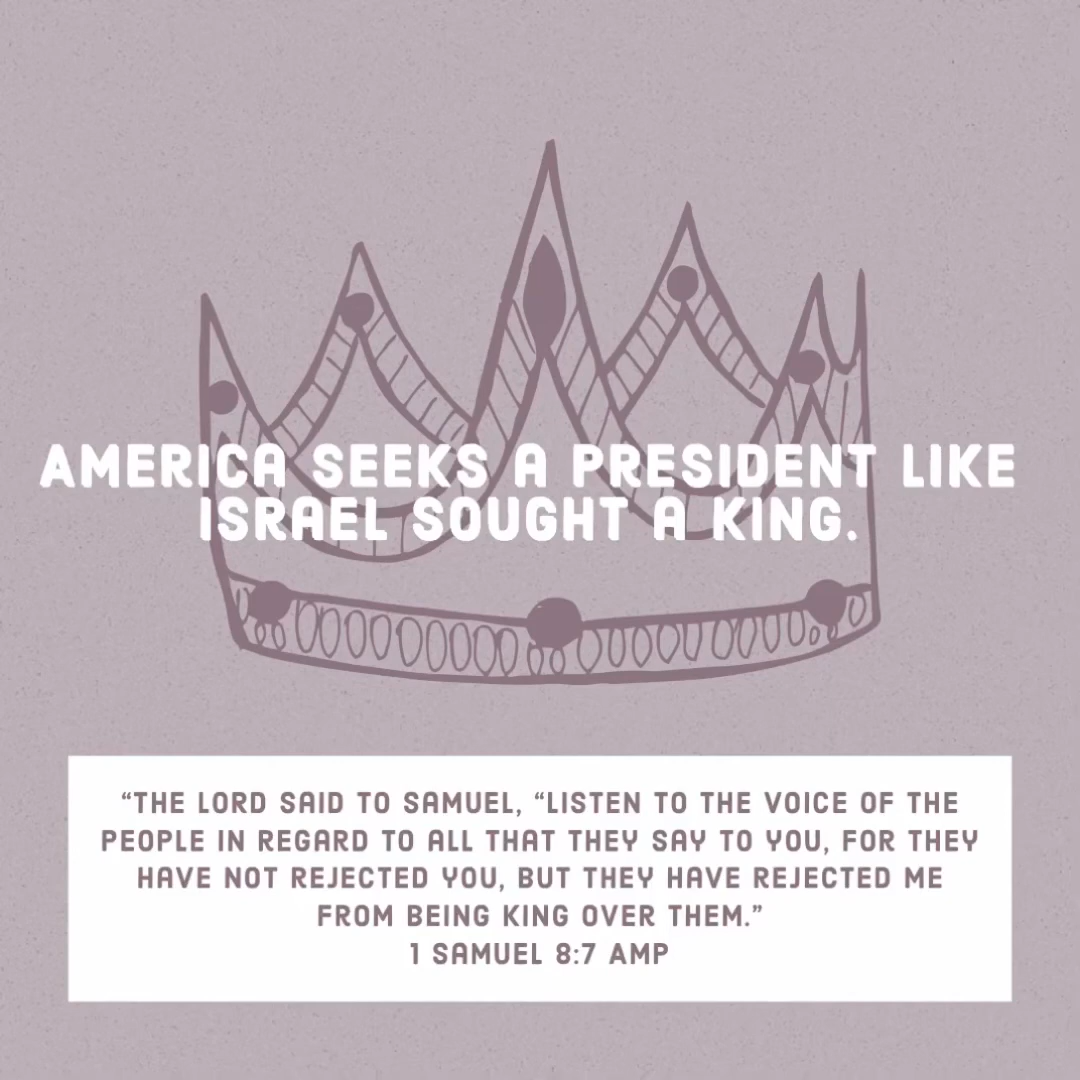 AMERICA SEEKS A PRESIDENT LIKE
ISRAEL SOUGHT A KING.
“THE LORD SAID TO SAMUEL, “LISTEN TO THE VOICE OF THE
PEOPLE IN REGARD TO ALL THAT THEY SAY TO YOU, FOR THEY
HAVE NOT REJECTED YOU, BUT THEY HAVE REJECTED ME
FROM BEING KING OVER THEM.”
1 SAMUEL 8:7 AMP